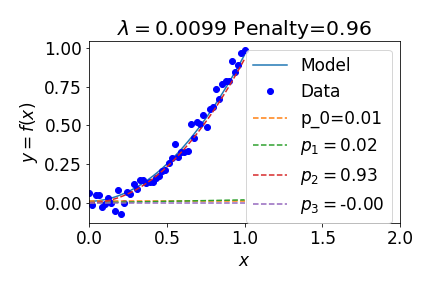 λ = 0.0099 Penalty=0.96
1.00
0.75
0.50
0.25
0.00
y = f(x)
0.0 0.5 1.0 1.5 2.0
x
Model
Data
p_0=0.01
p₁ = 0.02
p₂ = 0.93
p₃ =-0.00